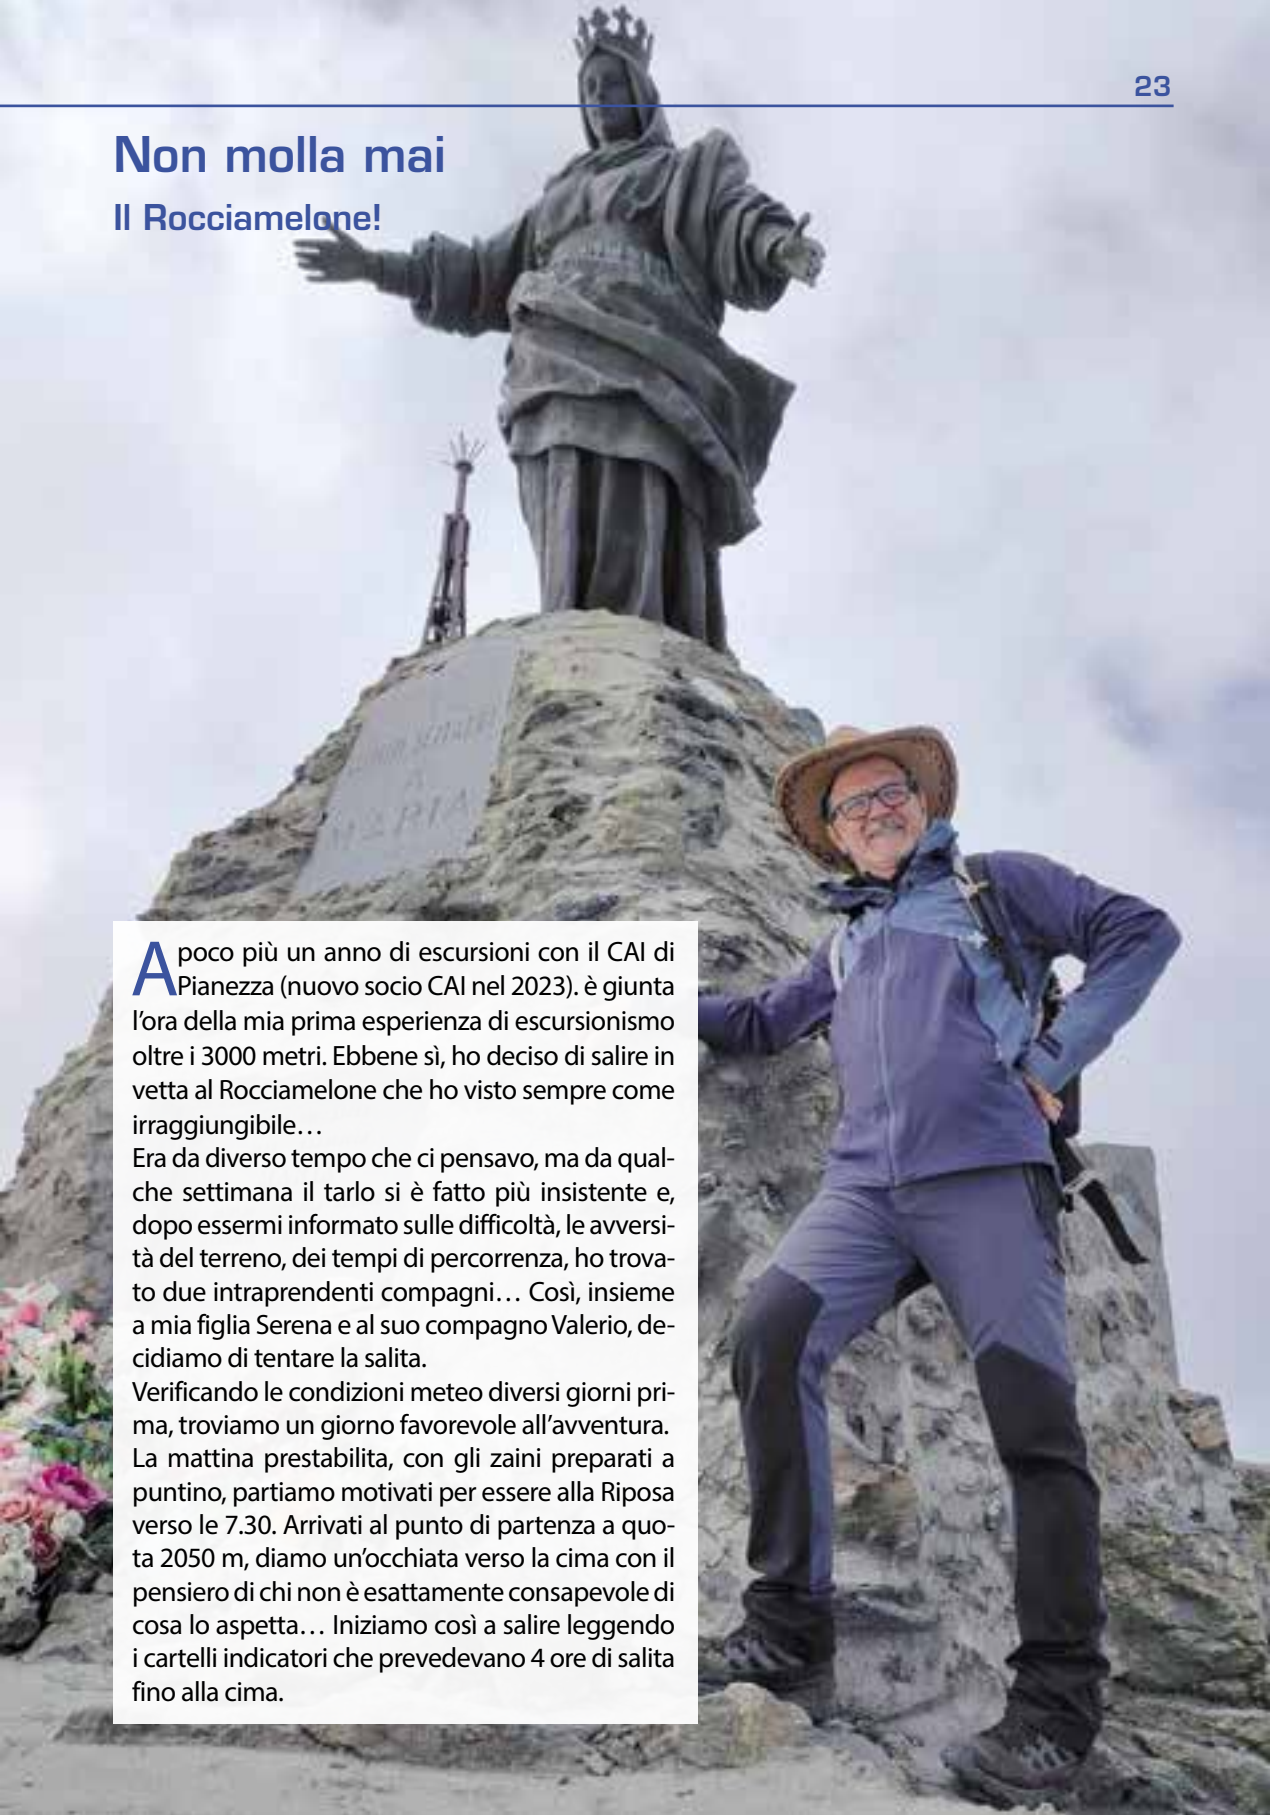 23
Non molla mai
Il Rocciamelone!
MARIA
A poco più un anno di escursioni con il CAI di
Pianezza (nuovo socio CAI nel 2023). è giunta
l'ora della mia prima esperienza di escursionismo
oltre i 3000 metri. Ebbene sì, ho deciso di salire in
vetta al Rocciamelone che ho visto sempre come
irraggiungibile…
Era da diverso tempo che ci pensavo, ma da qual-
che settimana il tarlo si è fatto più insistente e,
dopo essermi informato sulle difficoltà, le avversi-
tà del terreno, dei tempi di percorrenza, ho trova-
to due intraprendenti compagni… Così, insieme
a mia figlia Serena e al suo compagno Valerio, de-
cidiamo di tentare la salita.
Verificando le condizioni meteo diversi giorni pri-
ma, troviamo un giorno favorevole all'avventura.
La mattina prestabilita, con gli zaini preparati a
puntino, partiamo motivati per essere alla Riposa
verso le 7.30. Arrivati al punto di partenza a quo-
ta 2050 m, diamo un'occhiata verso la cima con il
pensiero di chi non è esattamente consapevole di
cosa lo aspetta… Iniziamo così a salire leggendo
i cartelli indicatori che prevedevano 4 ore di salita
fino alla cima.